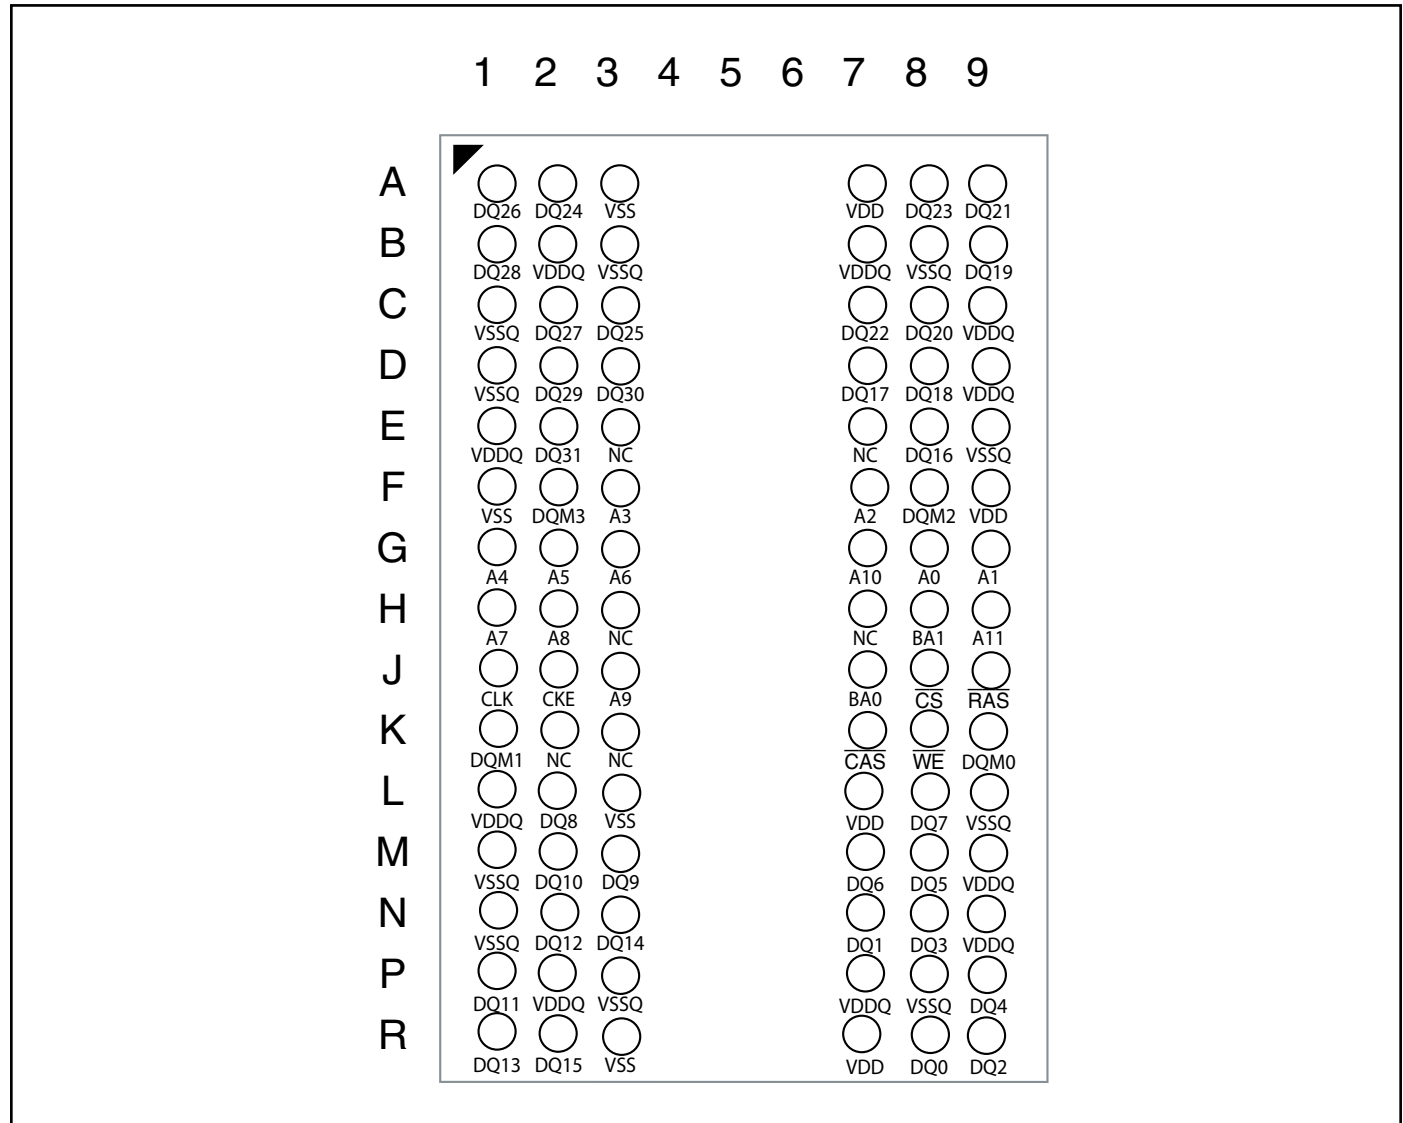 1 2 3 4 5 6 7 8 9
A
DQ26 DQ24 VSS VDD DQ23 DQ21
B
DQ28 VDDQ VSSQ VDDQ VSSQ DQ19
C
VSSQ DQ27 DQ25 DQ22 DQ20 VDDQ
D
VSSQ DQ29 DQ30 DQ17 DQ18 VDDQ
E
VDDQ DQ31 NC NC DQ16 VSSQ
F
VSS DQM3 A3 A2 DQM2 VDD
G
A4 A5 A6 A10 A0 A1
H
A7 A8 NC NC BA1 A11
J
CLK CKE A9 BA0 C̅S̅ R̅A̅S̅
K
DQM1 NC NC C̅A̅S̅ W̅E̅ DQM0
L
VDDQ DQ8 VSS VDD DQ7 VSSQ
M
VSSQ DQ10 DQ9 DQ6 DQ5 VDDQ
N
VSSQ DQ12 DQ14 DQ1 DQ3 VDDQ
P
DQ11 VDDQ VSSQ VDDQ VSSQ DQ4
R
DQ13 DQ15 VSS VDD DQ0 DQ2